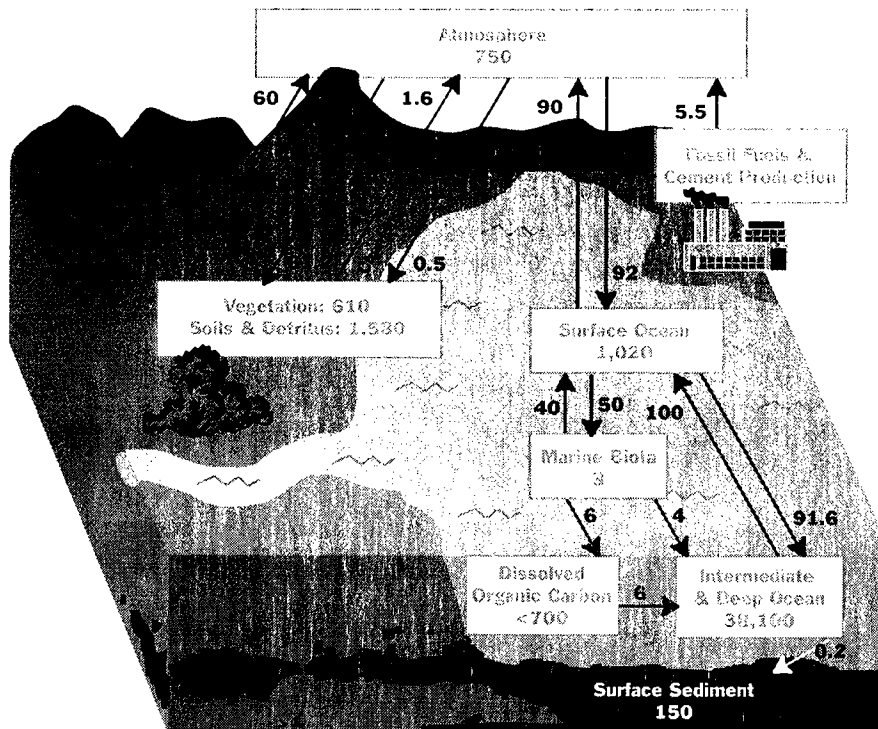 Atmosphere
750
60
1.6
90
5.5
Fossil Fuels &
Cement Production
0.5
92
Vegetation: 610
Soils & Detritus: 1,530
Surface Ocean
1,020
40
50
100
Marine Biota
3
6
4
91.6
Dissolved
Organic Carbon
<700
6
Intermediate
& Deep Ocean
38,100
0.2
Surface Sediment
150